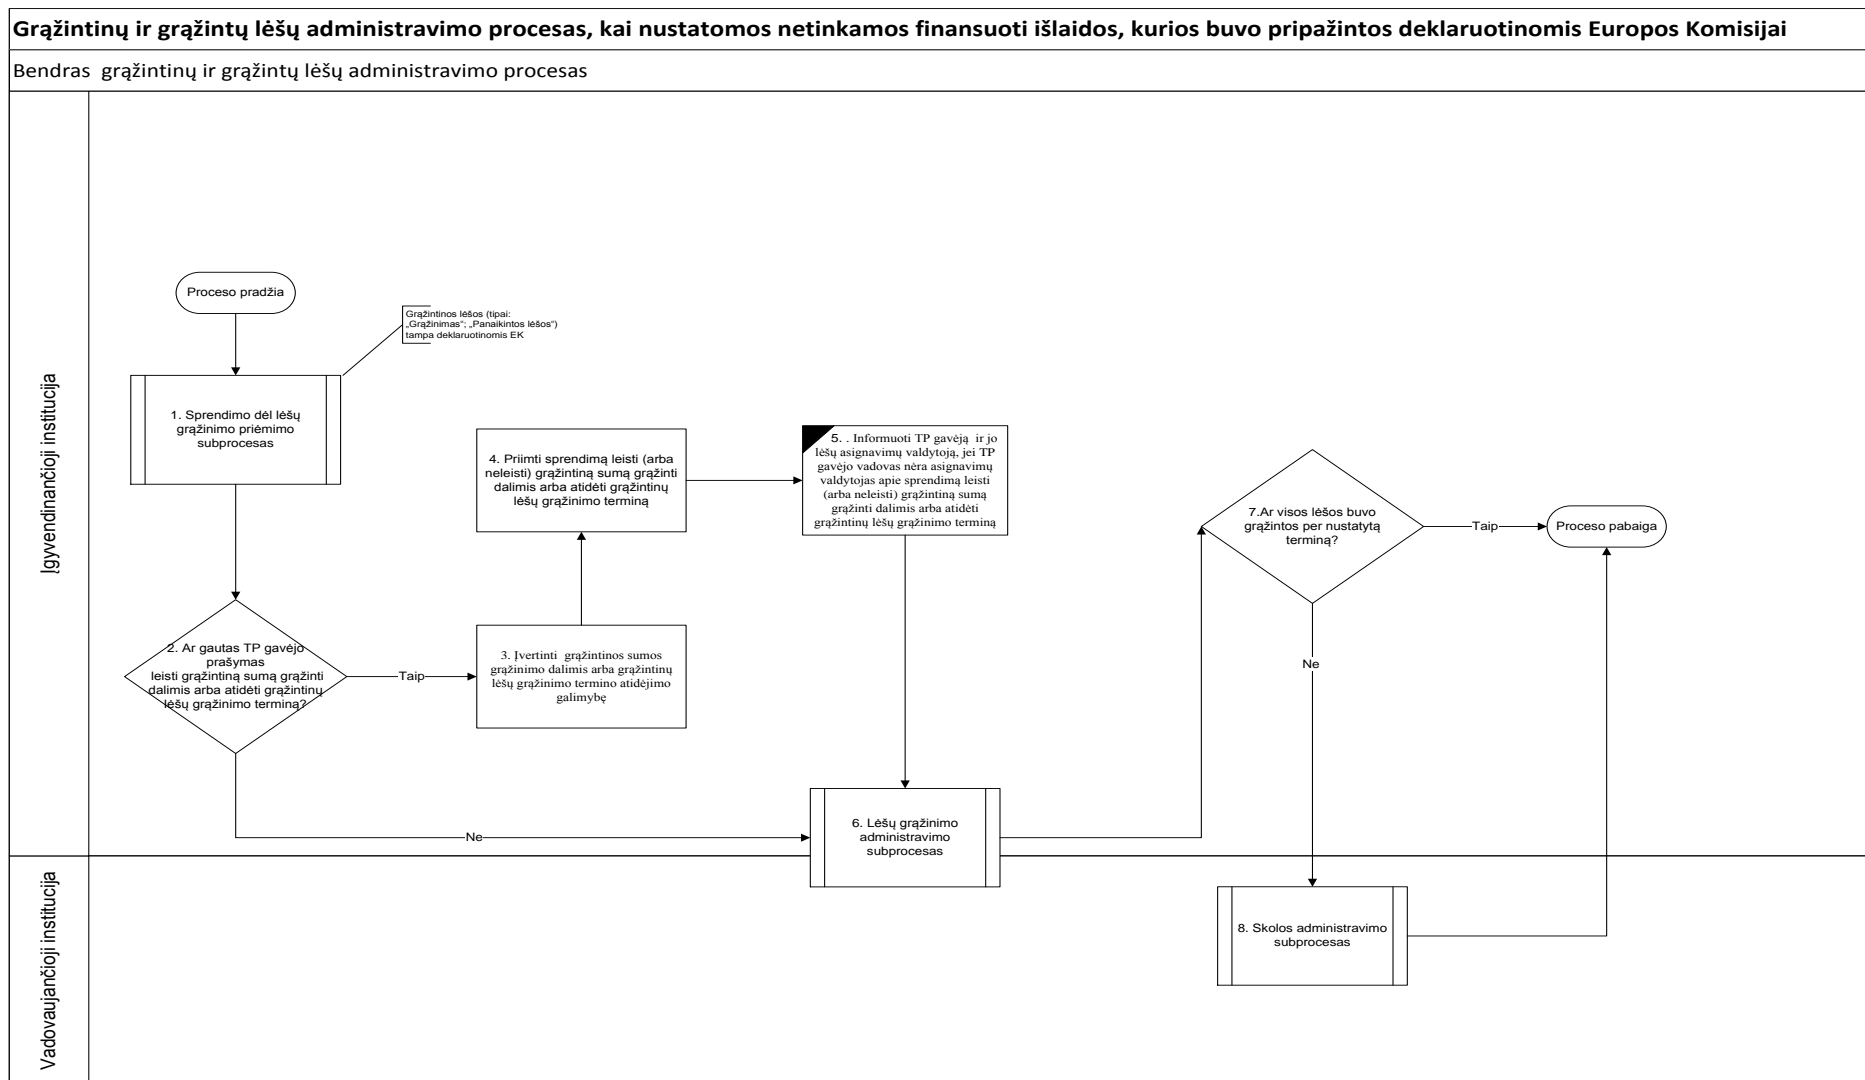 Grąžintinų ir grąžintų lėšų administravimo procesas, kai nustatomos netinkamos finansuoti išlaidos, kurios buvo pripažintos deklaruotinomis Europos Komisijai
Bendras grąžintinų ir grąžintų lėšų administravimo procesas
Įgyvendinančioji institucija
Proceso pradžia
Grąžintinos lėšos (tipai:
„Grąžinimas“; „Panaikintos lėšos“)
tampa deklaruotinomis EK
1. Sprendimo dėl lėšų
grąžinimo priėmimo
subprocesas
2. Ar gautas TP gavėjo
prašymas
leisti grąžintiną sumą grąžinti
dalimis arba atidėti grąžintinų
lėšų grąžinimo terminą?
Taip
3. Įvertinti grąžintinos sumos
grąžinimo dalimis arba grąžintinų
lėšų grąžinimo termino atidėjimo
galimybę
4. Priimti sprendimą leisti (arba
neleisti) grąžintiną sumą grąžinti
dalimis arba atidėti grąžintinų
lėšų grąžinimo terminą
5. . Informuoti TP gavėją ir jo
lėšų asignavimų valdytoją, jei TP
gavėjo vadovas nėra asignavimų
valdytojas apie sprendimą leisti
(arba neleisti) grąžintiną sumą
grąžinti dalimis arba atidėti
grąžintinų lėšų grąžinimo terminą
Ne
6. Lėšų grąžinimo
administravimo
subprocesas
7.Ar visos lėšos buvo
grąžintos per nustatytą
terminą?
Taip
Proceso pabaiga
Ne
Vadovaujančioji institucija
8. Skolos administravimo
subprocesas